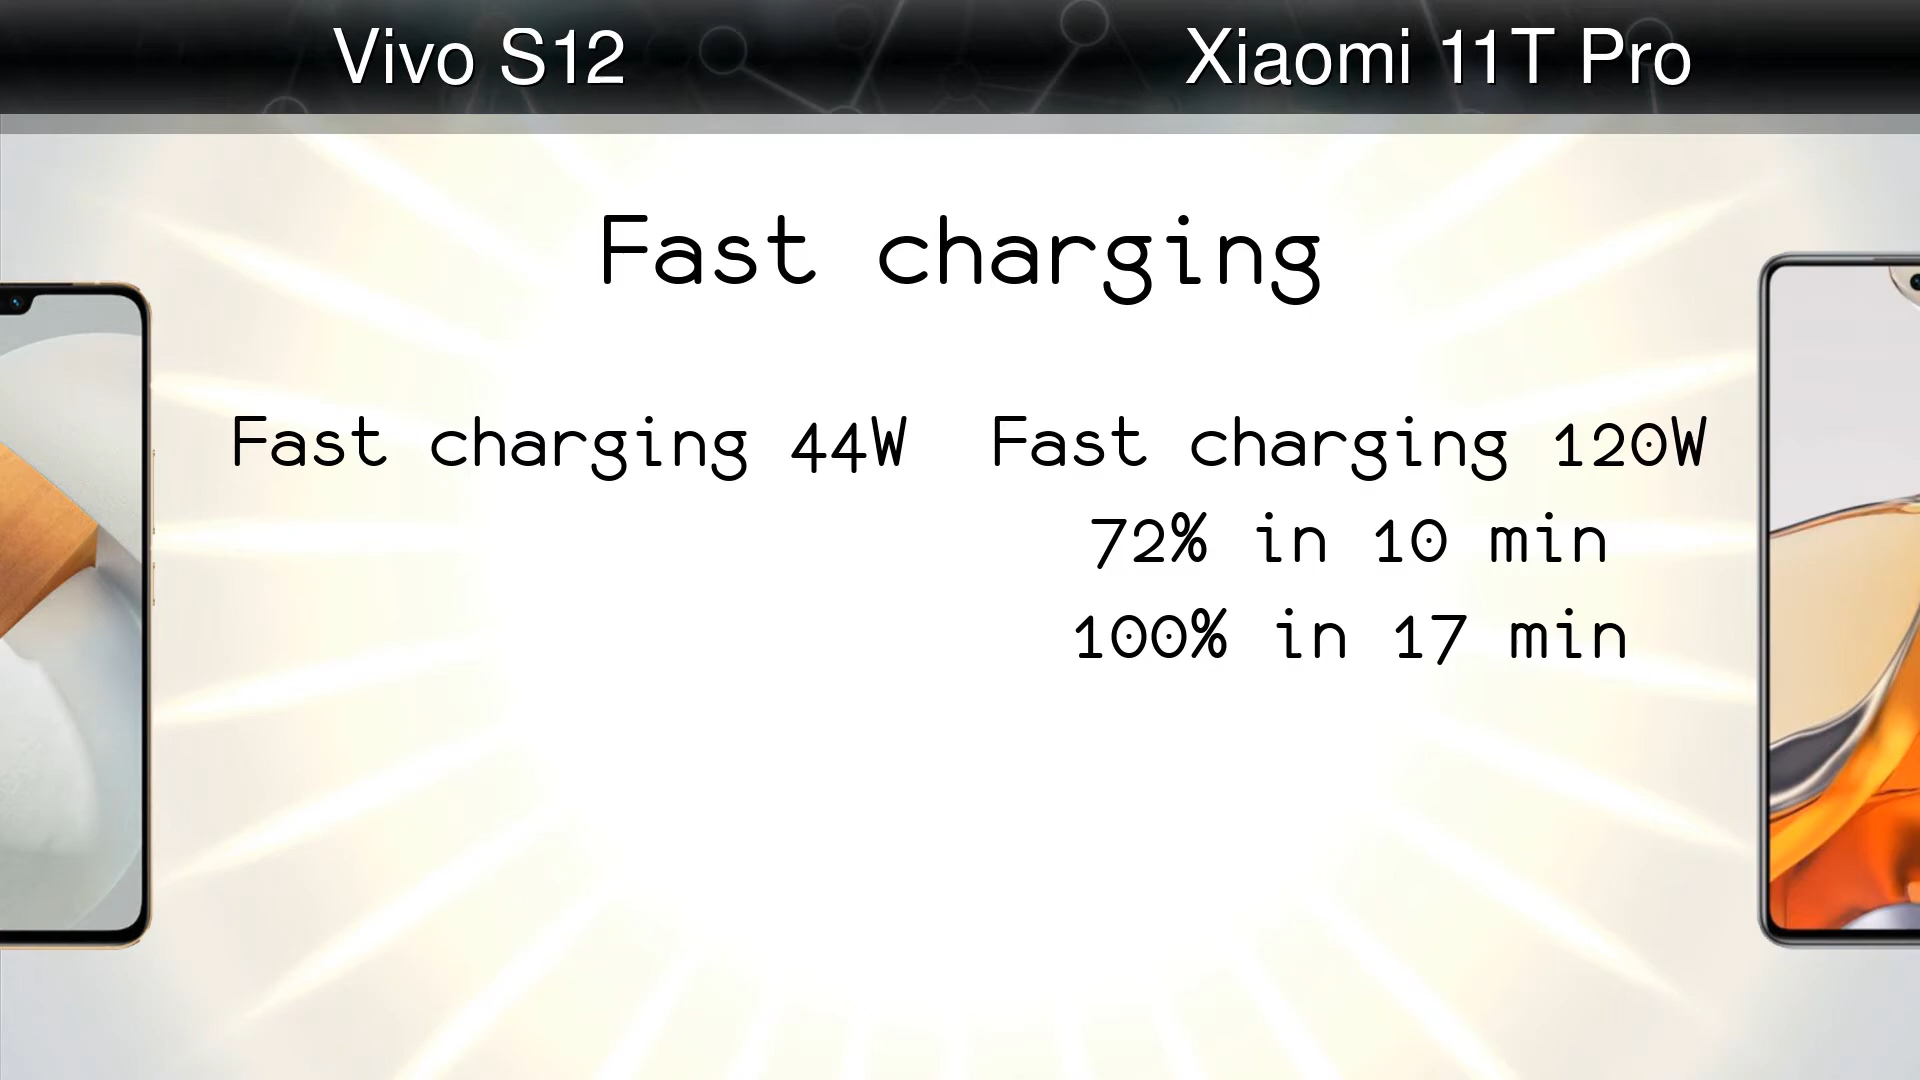 Vivo S12
Xiaomi 11T Pro
Fast charging
Fast charging 44W
Fast charging 120W
72% in 10 min
100% in 17 min